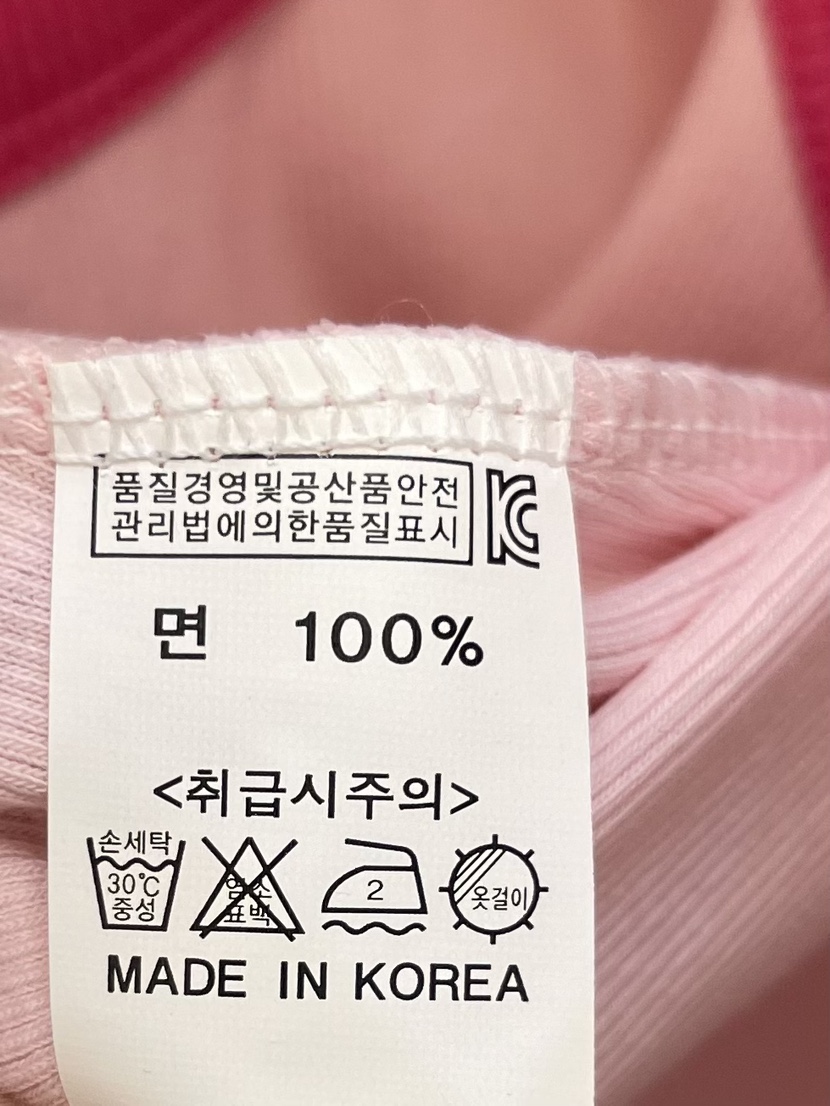 품질경영및공산품안전
관리법에의한품질표시
KC
면 100%
<취급시주의>
손세탁
30℃
중성
염소
표백
2
옷걸이
MADE IN KOREA